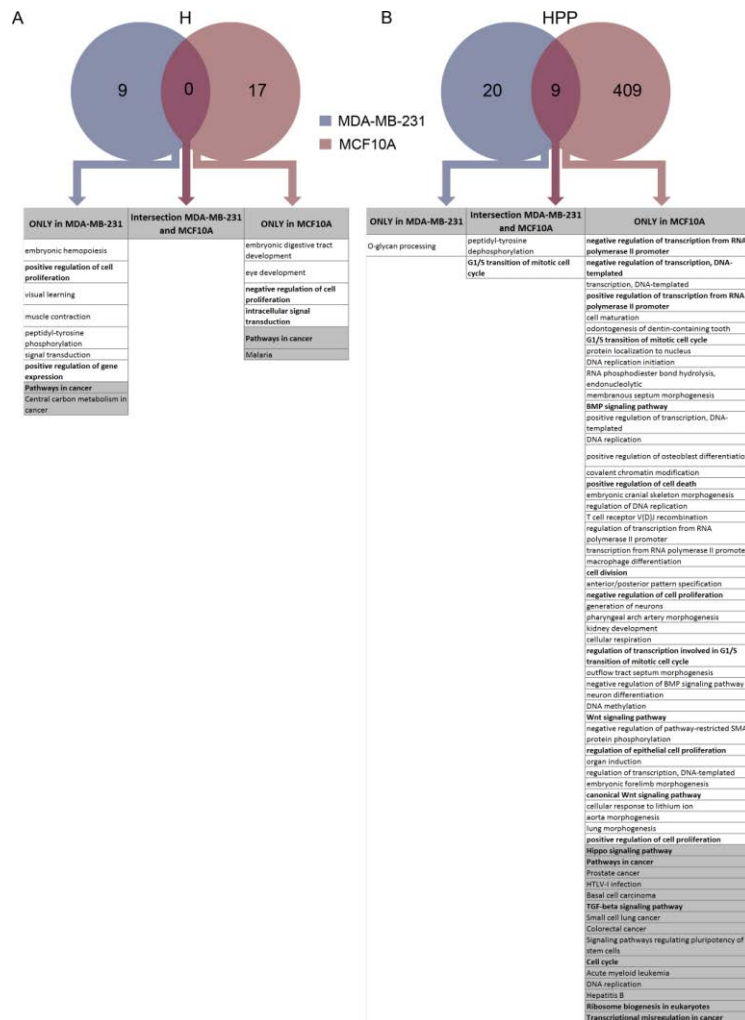 A
H
9
0
17
MDA-MB-231
MCF10A
ONLY in MDA-MB-231
Intersection MDA-MB-231
and MCF10A
ONLY in MCF10A
embryonic hemopoiesis
positive regulation of cell
proliferation
visual learning
muscle contraction
peptidyl-tyrosine
phosphorylation
signal transduction
positive regulation of gene
expression
Pathways in cancer
Central carbon metabolism in
cancer
embryonic digestive tract
development
eye development
negative regulation of cell
proliferation
intracellular signal
transduction
Pathways in cancer
Malaria
B
HPP
20
9
409
ONLY in MDA-MB-231
Intersection MDA-MB-231
and MCF10A
ONLY in MCF10A
O-glycan processing
peptidyl-tyrosine
dephosphorylation
G1/S transition of mitotic cell
cycle
negative regulation of transcription from RNA
polymerase II promoter
negative regulation of transcription, DNA-
templated
transcription, DNA-templated
positive regulation of transcription from RNA
polymerase II promoter
cell maturation
odontogenesis of dentin-containing tooth
G1/S transition of mitotic cell cycle
protein localization to nucleus
DNA replication initiation
RNA phosphodiester bond hydrolysis,
endonucleolytic
membranous septum morphogenesis
BMP signaling pathway
positive regulation of transcription, DNA-
templated
DNA replication
positive regulation of osteoblast differentiatio
covalent chromatin modification
positive regulation of cell death
embryonic cranial skeleton morphogenesis
regulation of DNA replication
T cell receptor V(D)J recombination
regulation of transcription from RNA
polymerase II promoter
transcription from RNA polymerase II promote
macrophage differentiation
cell division
anterior/posterior pattern specification
negative regulation of cell proliferation
generation of neurons
pharyngeal arch artery morphogenesis
kidney development
cellular respiration
regulation of transcription involved in G1/S
transition of mitotic cell cycle
outflow tract septum morphogenesis
negative regulation of BMP signaling pathway
neuron differentiation
DNA methylation
Wnt signaling pathway
negative regulation of pathway-restricted SMA
protein phosphorylation
regulation of epithelial cell proliferation
organ induction
regulation of transcription, DNA-templated
embryonic forelimb morphogenesis
canonical Wnt signaling pathway
cellular response to lithium ion
aorta morphogenesis
lung morphogenesis
positive regulation of cell proliferation
Hippo signaling pathway
Pathways in cancer
Prostate cancer
HTLV-I infection
Basal cell carcinoma
TGF-beta signaling pathway
Small cell lung cancer
Colorectal cancer
Signaling pathways regulating pluripotency of
stem cells
Cell cycle
Acute myeloid leukemia
DNA replication
Hepatitis B
Ribosome biogenesis in eukaryotes
Transcriptional misregulation in cancer